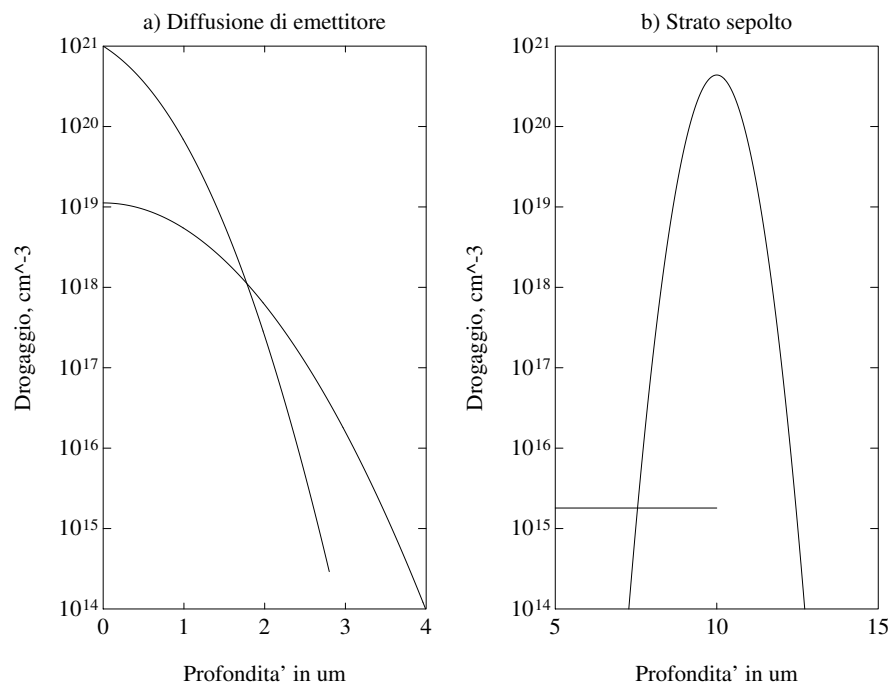 a) Diffusione di emettitore
10^21
10^20
10^19
10^18
10^17
10^16
10^15
10^14
0 1 2 3 4
Drogaggio, cm^-3
Profondita' in um
b) Strato sepolto
10^21
10^20
10^19
10^18
10^17
10^16
10^15
10^14
5 10 15
Drogaggio, cm^-3
Profondita' in um